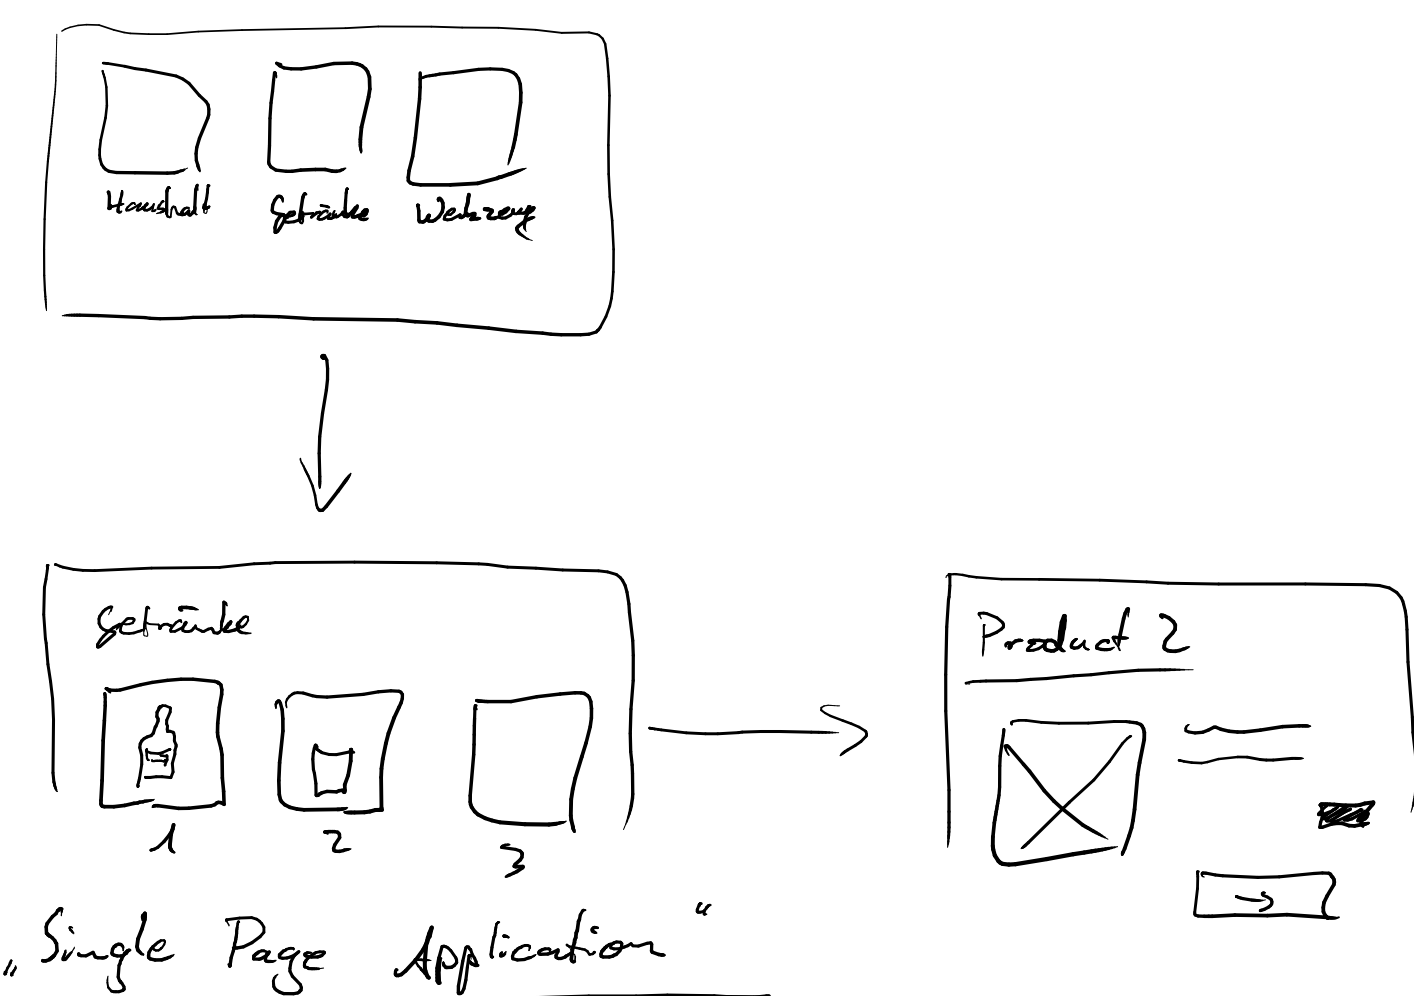 Haushalt Getränke Werkzeug
Getränke
1 2 3
Product 2
„Single Page Application“